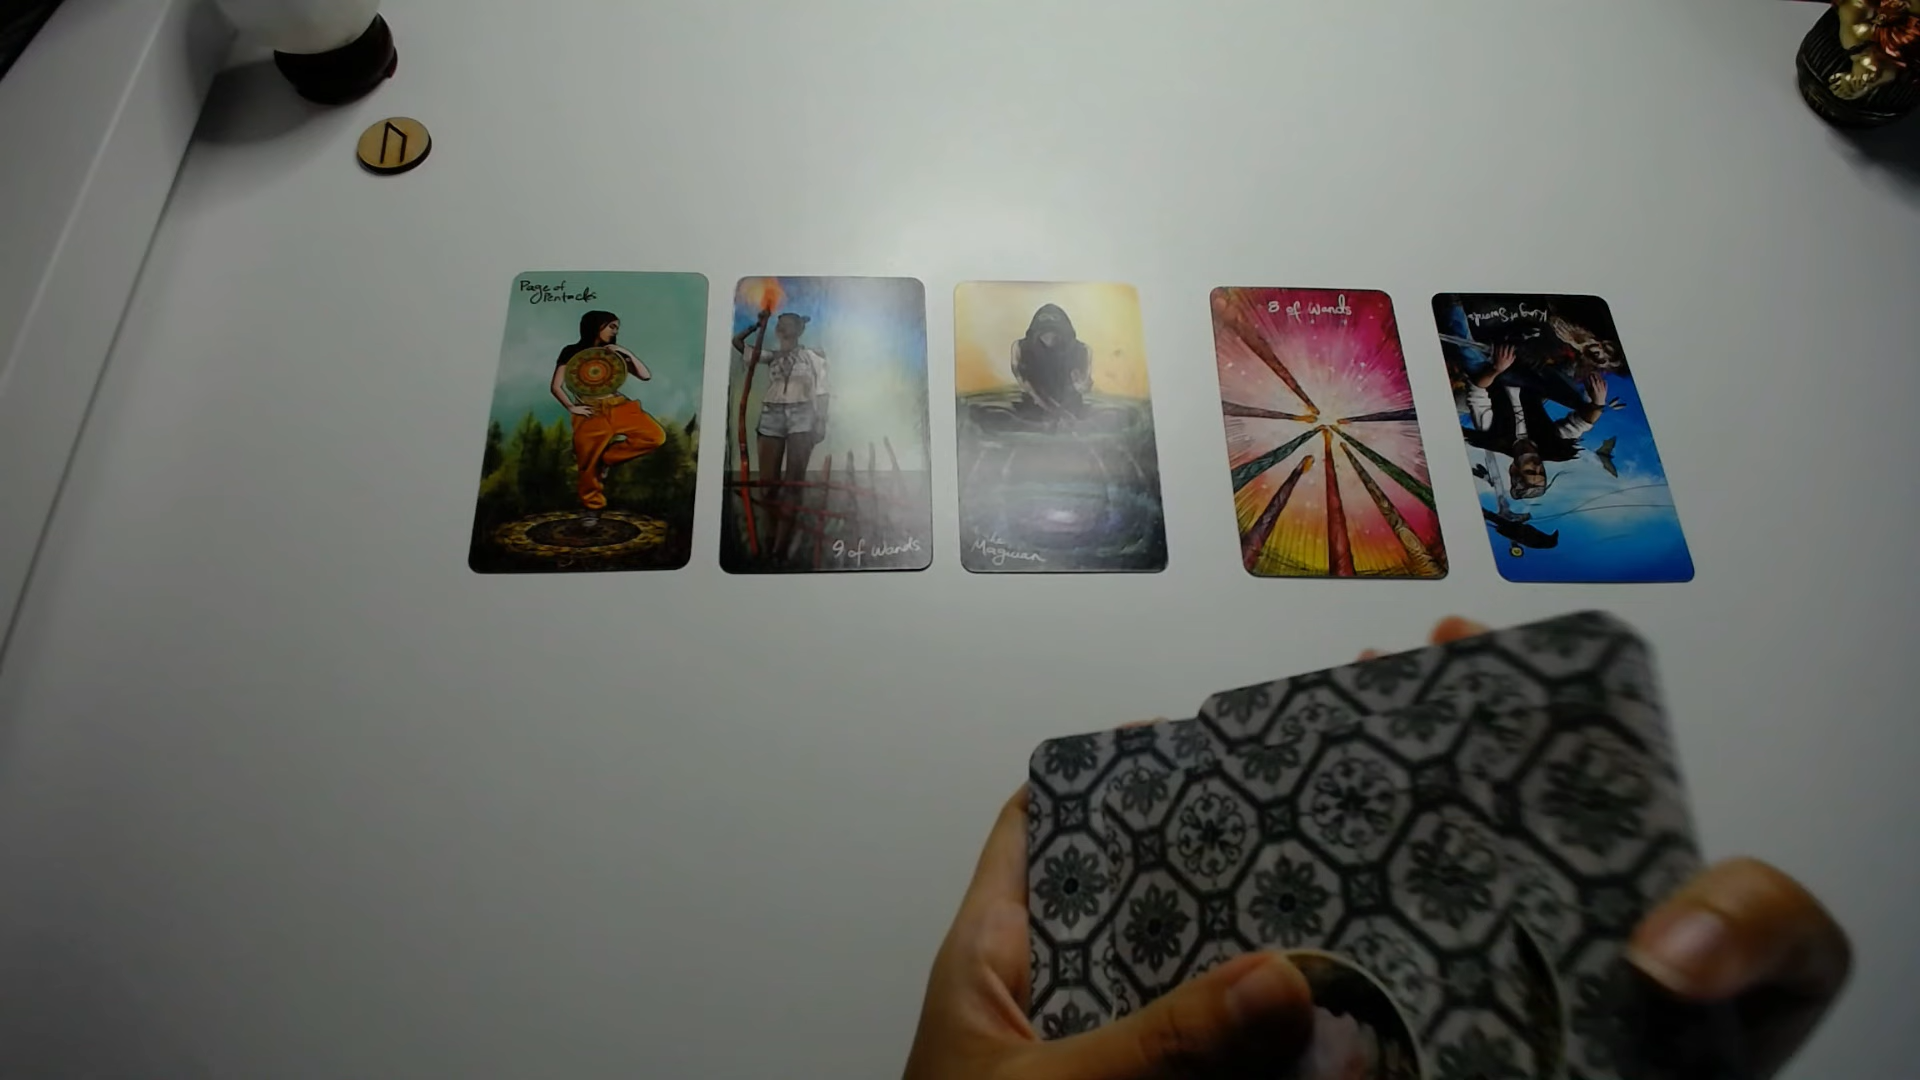 Page of
Pentacles
9 of Wands
the
Magician
8 of Wands
King of Swords